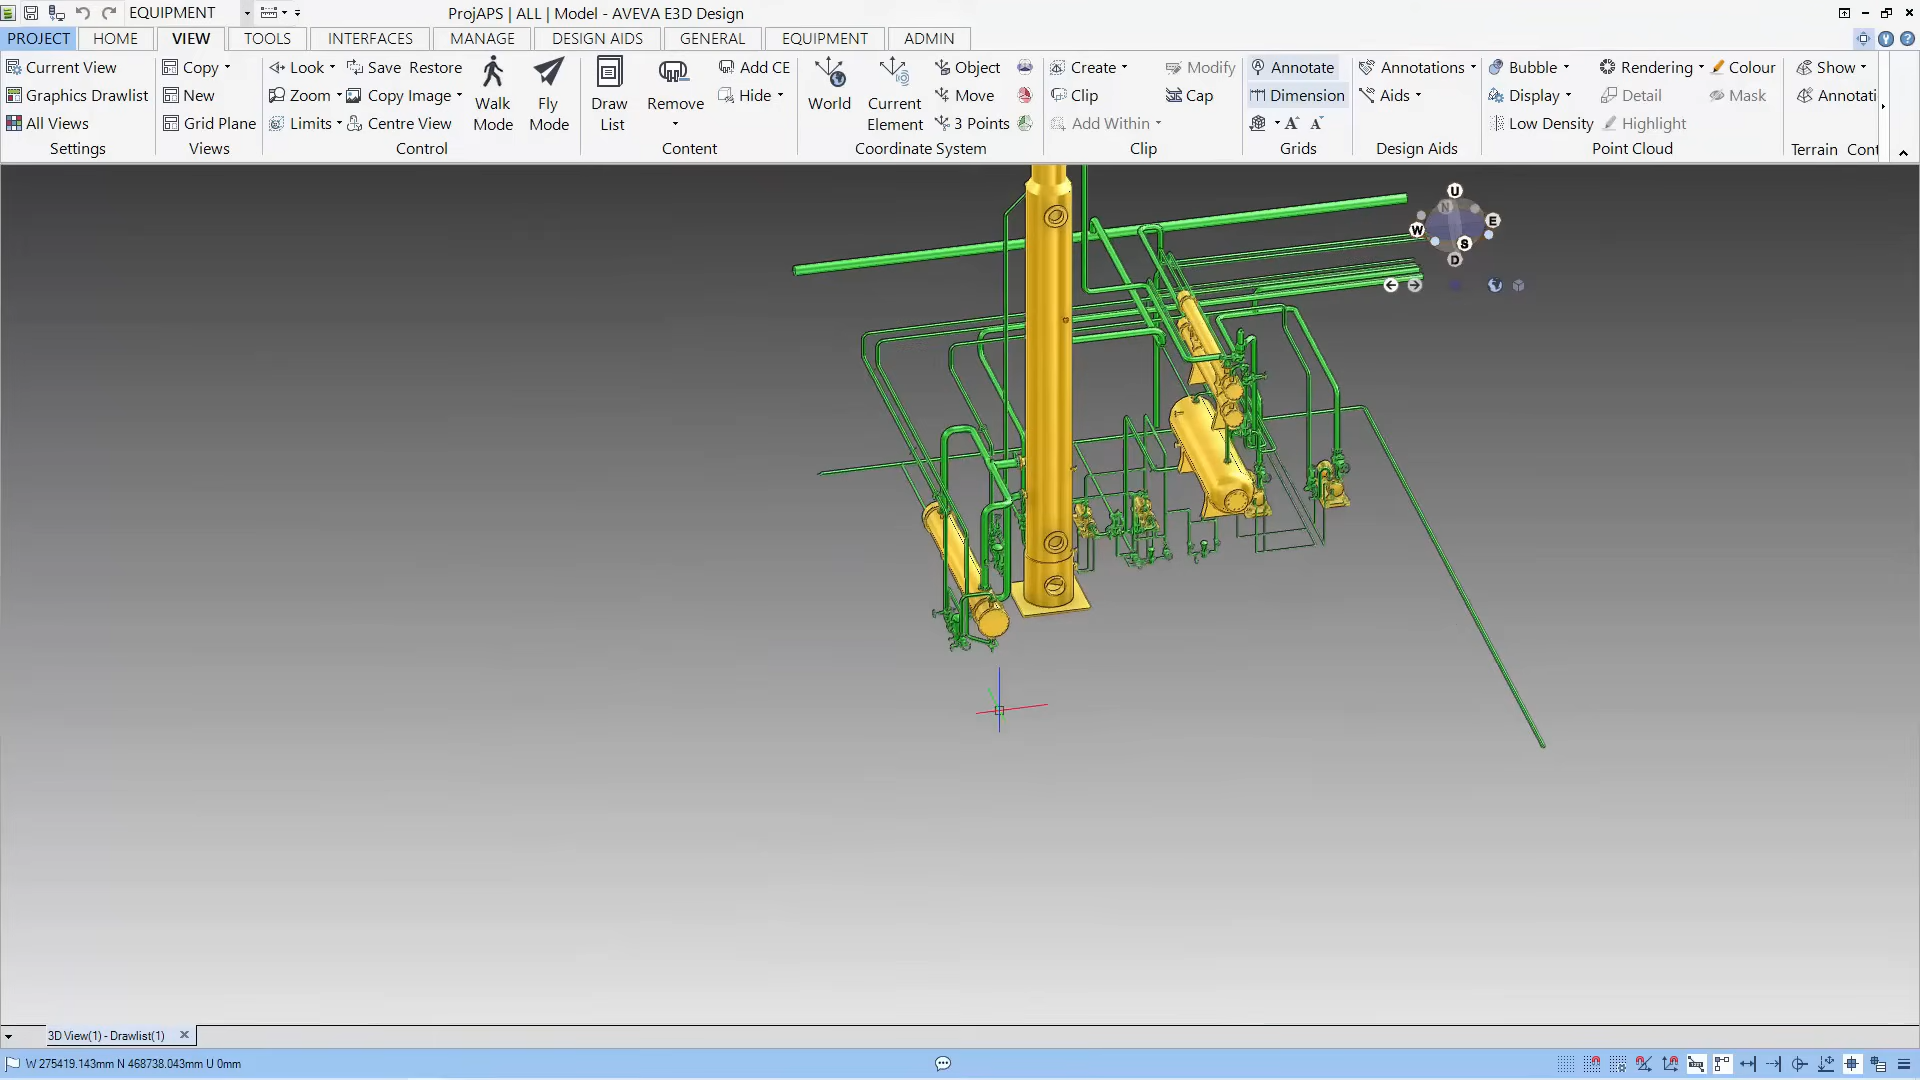 EQUIPMENT
ProjAPS | ALL | Model - AVEVA E3D Design
PROJECT HOME VIEW TOOLS INTERFACES MANAGE DESIGN AIDS GENERAL EQUIPMENT ADMIN
Current View Copy Look Save Restore Add CE Object Create Modify Annotate Annotations Bubble Rendering Colour Show
Graphics Drawlist New Zoom Copy Image Walk Mode Fly Mode Draw List Remove Hide World Current Element Move Clip Cap Dimension Aids Display Detail Mask Annotati
All Views Grid Plane Limits Centre View 3 Points Add Within A A Low Density Highlight
Settings Views Control Content Coordinate System Clip Grids Design Aids Point Cloud Terrain Cont
U
N
E
W
S
D
3D View(1) - Drawlist(1)
W 275419.143mm N 468738.043mm U 0mm